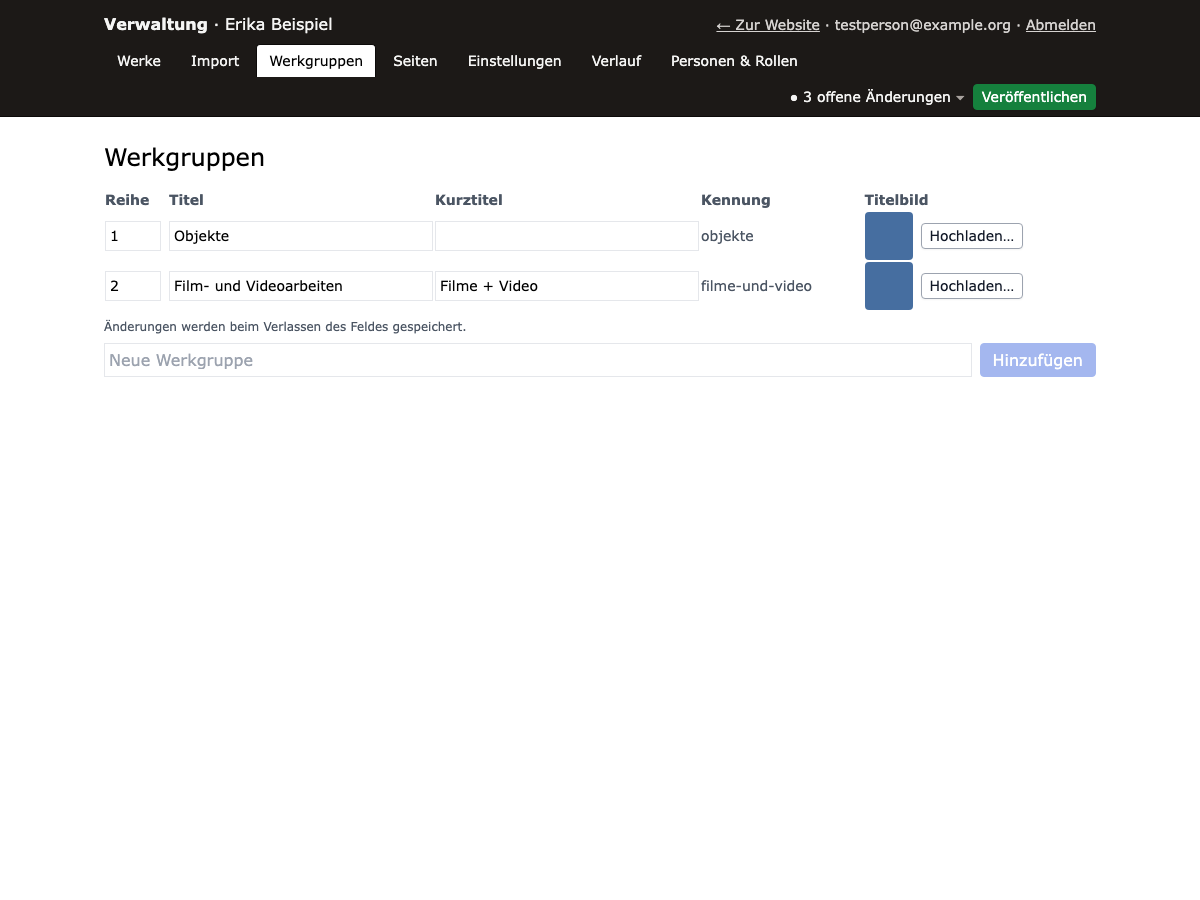 Verwaltung · Erika Beispiel
← Zur Website · testperson@example.org · Abmelden
Werke Import Werkgruppen Seiten Einstellungen Verlauf Personen & Rollen
• 3 offene Änderungen Veröffentlichen
Werkgruppen
Reihe Titel Kurztitel Kennung Titelbild
1 Objekte objekte Hochladen…
2 Film- und Videoarbeiten Filme + Video filme-und-video Hochladen…
Änderungen werden beim Verlassen des Feldes gespeichert.
Neue Werkgruppe Hinzufügen